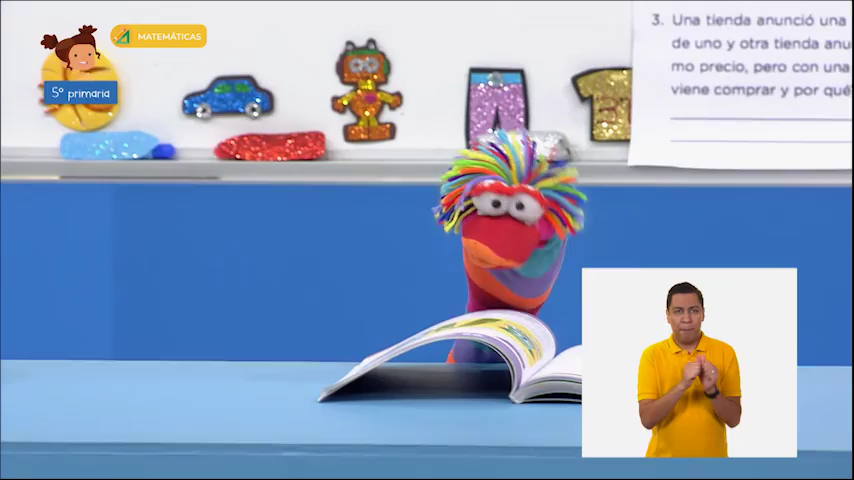 MATEMÁTICAS
5º primaria
3. Una tienda anunció una
de uno y otra tienda anu
mo precio, pero con una
viene comprar y por qué